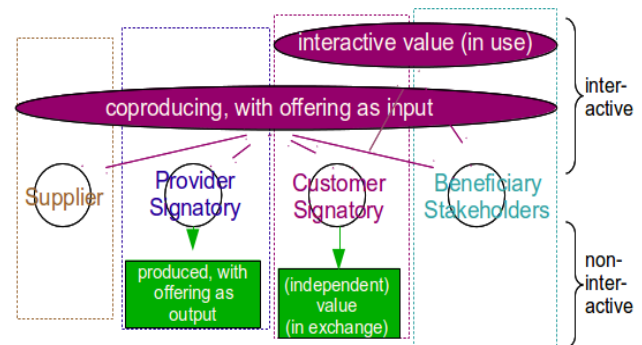 interactive value (in use)
coproducing, with offering as input
inter-
active
Supplier
Provider
Signatory
Customer
Signatory
Beneficiary
Stakeholders
produced, with
offering as
output
(independent)
value
(in exchange)
non-
inter-
active